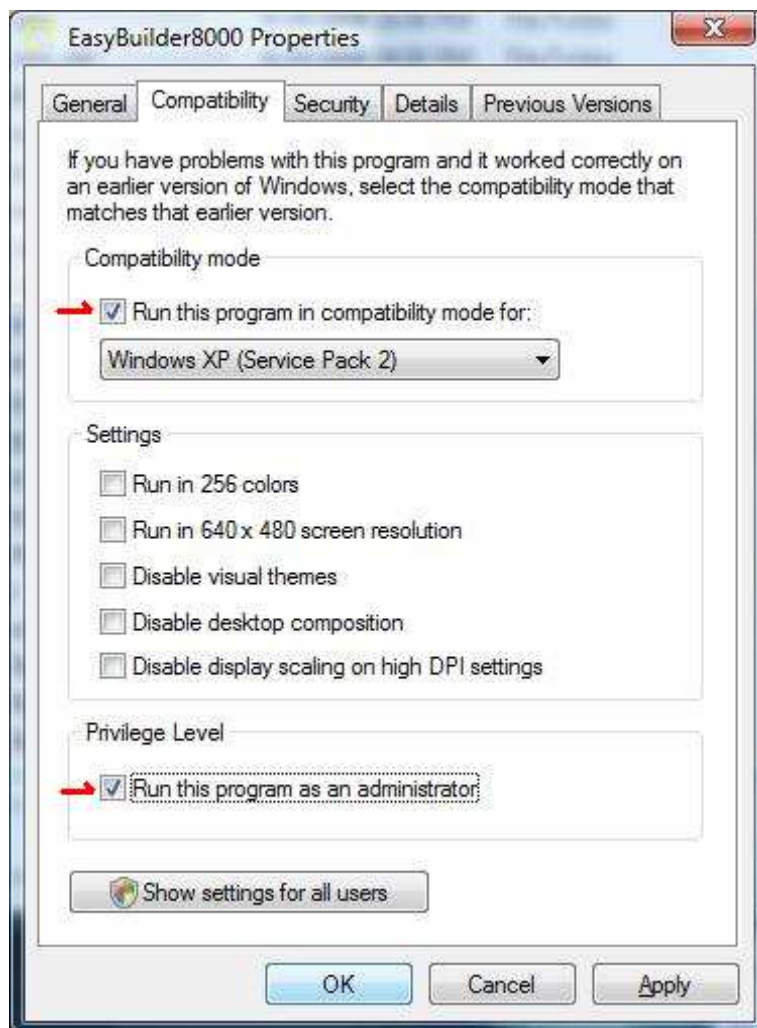 EasyBuilder8000 Properties
General Compatibility Security Details Previous Versions
If you have problems with this program and it worked correctly on
an earlier version of Windows, select the compatibility mode that
matches that earlier version.
Compatibility mode
Run this program in compatibility mode for:
Windows XP (Service Pack 2)
Settings
Run in 256 colors
Run in 640 x 480 screen resolution
Disable visual themes
Disable desktop composition
Disable display scaling on high DPI settings
Privilege Level
Run this program as an administrator
Show settings for all users
OK Cancel Apply